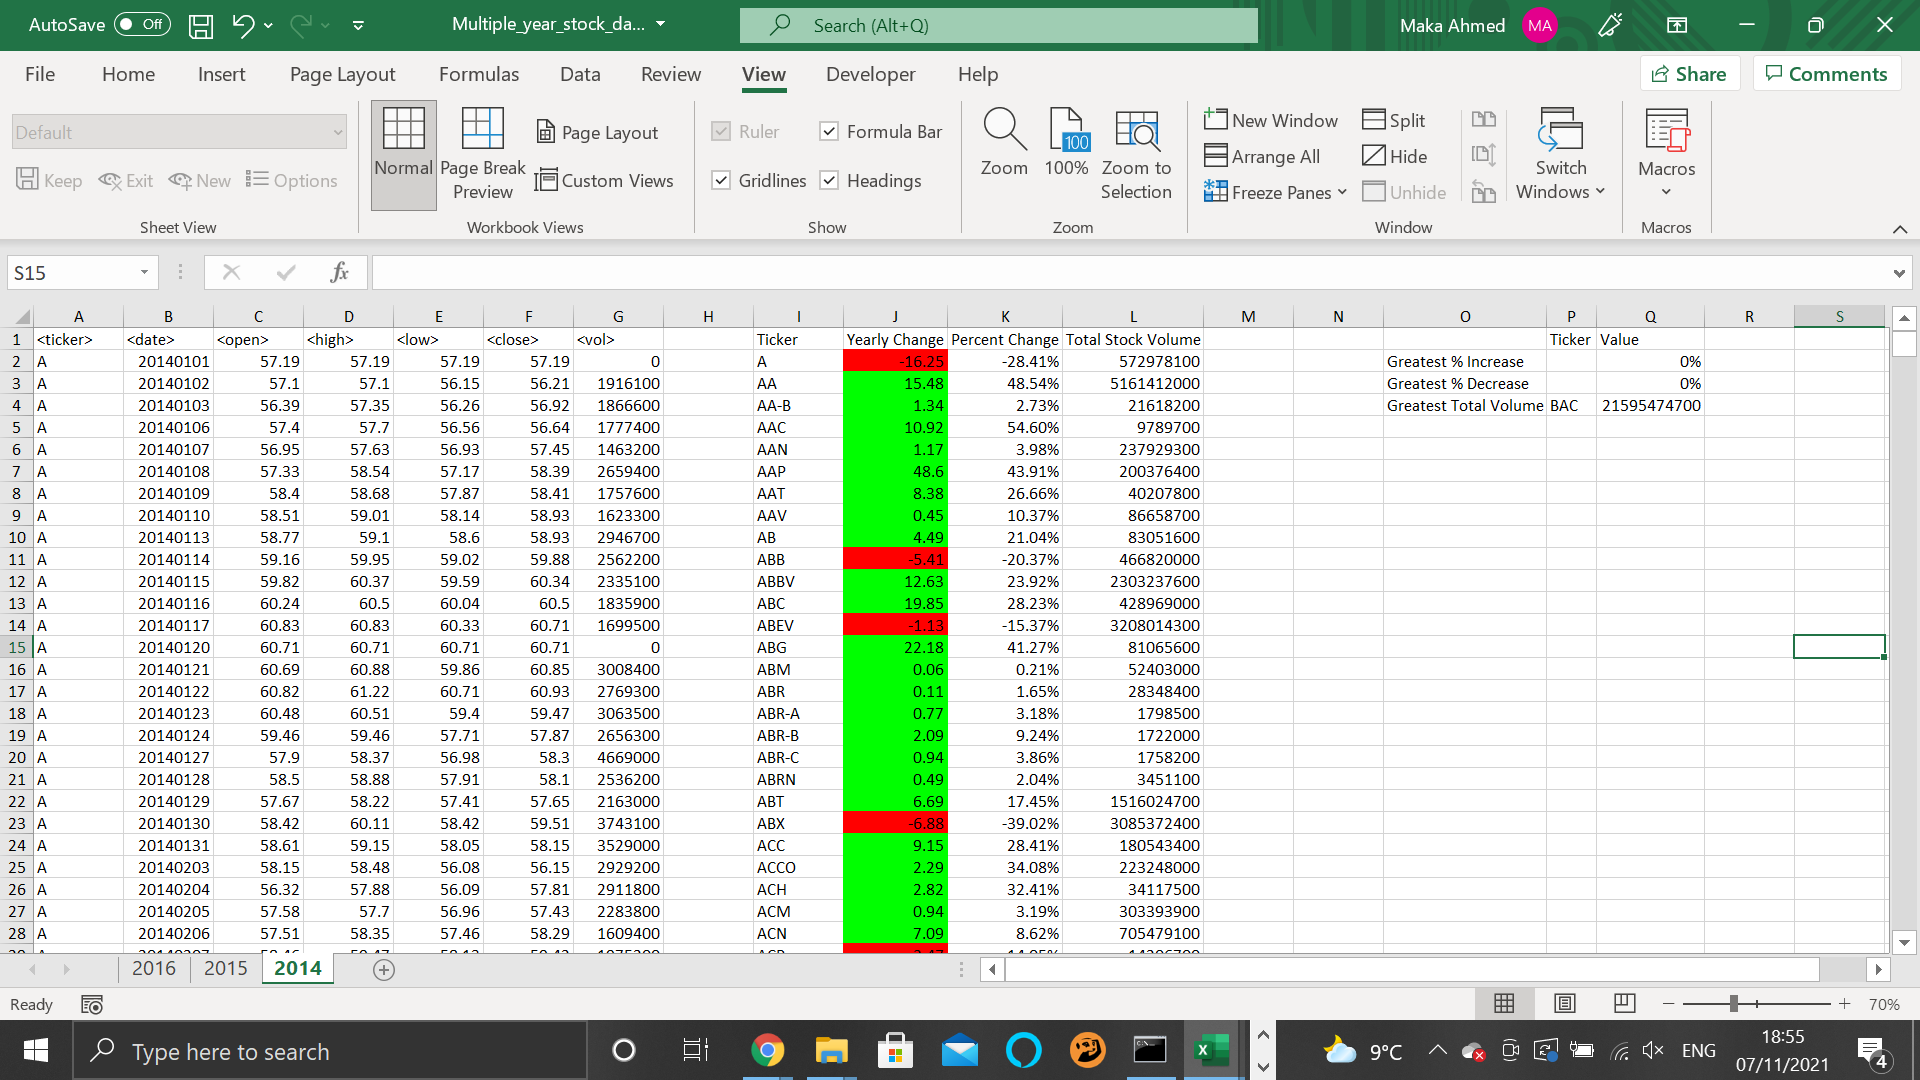 AutoSave Off Multiple_year_stock_da... Search (Alt+Q) Maka Ahmed MA
File Home Insert Page Layout Formulas Data Review View Developer Help Share Comments
Default
Keep Exit New Options
Sheet View
Normal
Page Break Preview
Page Layout
Custom Views
Workbook Views
Ruler Formula Bar
Gridlines Headings
Show
Zoom
100
100%
Zoom to Selection
Zoom
New Window
Arrange All
Freeze Panes
Split
Hide
Unhide
Switch Windows
Window
Macros
Macros
S15 fx
A B C D E F G H I J K L M N O P Q R S
1 <ticker> <date> <open> <high> <low> <close> <vol> Ticker Yearly Change Percent Change Total Stock Volume Ticker Value
2 A 20140101 57.19 57.19 57.19 57.19 0 A -16.25 -28.41% 572978100 Greatest % Increase 0%
3 A 20140102 57.1 57.1 56.15 56.21 1916100 AA 15.48 48.54% 5161412000 Greatest % Decrease 0%
4 A 20140103 56.39 57.35 56.26 56.92 1866600 AA-B 1.34 2.73% 21618200 Greatest Total Volume BAC 21595474700
5 A 20140106 57.4 57.7 56.56 56.64 1777400 AAC 10.92 54.60% 9789700
6 A 20140107 56.95 57.63 56.93 57.45 1463200 AAN 1.17 3.98% 237929300
7 A 20140108 57.33 58.54 57.17 58.39 2659400 AAP 48.6 43.91% 200376400
8 A 20140109 58.4 58.68 57.87 58.41 1757600 AAT 8.38 26.66% 40207800
9 A 20140110 58.51 59.01 58.14 58.93 1623300 AAV 0.45 10.37% 86658700
10 A 20140113 58.77 59.1 58.6 58.93 2946700 AB 4.49 21.04% 83051600
11 A 20140114 59.16 59.95 59.02 59.88 2562200 ABB -5.41 -20.37% 466820000
12 A 20140115 59.82 60.37 59.59 60.34 2335100 ABBV 12.63 23.92% 2303237600
13 A 20140116 60.24 60.5 60.04 60.5 1835900 ABC 19.85 28.23% 428969000
14 A 20140117 60.83 60.83 60.33 60.71 1699500 ABEV -1.13 -15.37% 3208014300
15 A 20140120 60.71 60.71 60.71 60.71 0 ABG 22.18 41.27% 81065600
16 A 20140121 60.69 60.88 59.86 60.85 3008400 ABM 0.06 0.21% 52403000
17 A 20140122 60.82 61.22 60.71 60.93 2769300 ABR 0.11 1.65% 28348400
18 A 20140123 60.48 60.51 59.4 59.47 3063500 ABR-A 0.77 3.18% 1798500
19 A 20140124 59.46 59.46 57.71 57.87 2656300 ABR-B 2.09 9.24% 1722000
20 A 20140127 57.9 58.37 56.98 58.3 4669000 ABR-C 0.94 3.86% 1758200
21 A 20140128 58.5 58.88 57.91 58.1 2536200 ABRN 0.49 2.04% 3451100
22 A 20140129 57.67 58.22 57.41 57.65 2163000 ABT 6.69 17.45% 1516024700
23 A 20140130 58.42 60.11 58.42 59.51 3743100 ABX -6.88 -39.02% 3085372400
24 A 20140131 58.61 59.15 58.05 58.15 3529000 ACC 9.15 28.41% 180543400
25 A 20140203 58.15 58.48 56.08 56.15 2929200 ACCO 2.29 34.08% 223248000
26 A 20140204 56.32 57.88 56.09 57.81 2911800 ACH 2.82 32.41% 34117500
27 A 20140205 57.58 57.7 56.96 57.43 2283800 ACM 0.94 3.19% 303393900
28 A 20140206 57.51 58.35 57.46 58.29 1609400 ACN 7.09 8.62% 705479100
2016 2015 2014
Ready 70%
Type here to search 9°C ENG 18:55
07/11/2021 4